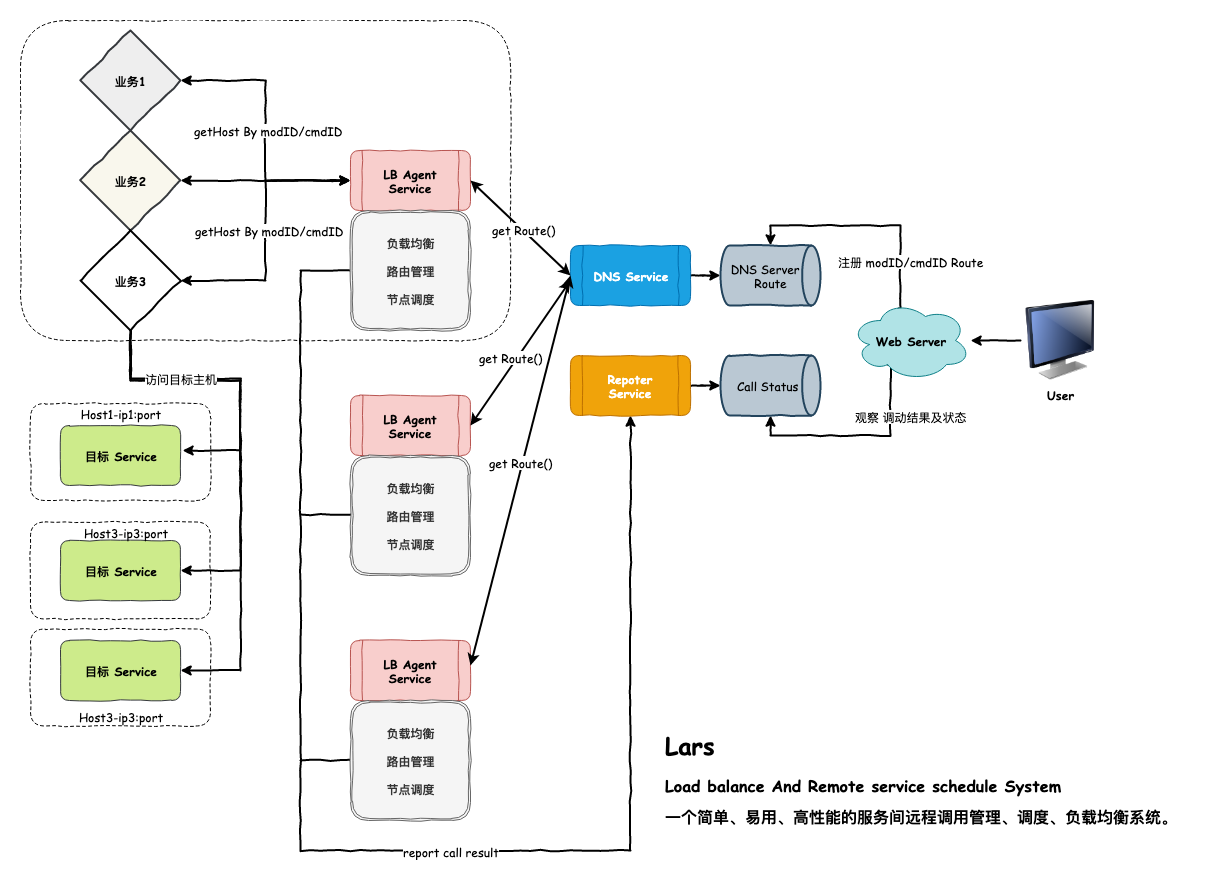 业务1
getHost By modID/cmdID
业务2
getHost By modID/cmdID
业务3
LB Agent
Service
负载均衡
路由管理
节点调度
get Route()
DNS Service
DNS Server
Route
注册 modID/cmdID Route
Web Server
User
get Route()
Repoter
Service
Call Status
观察 调动结果及状态
访问目标主机
Host1-ip1:port
目标 Service
Host3-ip3:port
目标 Service
目标 Service
Host3-ip3:port
LB Agent
Service
负载均衡
路由管理
节点调度
get Route()
LB Agent
Service
负载均衡
路由管理
节点调度
report call result
Lars
Load balance And Remote service schedule System
一个简单、易用、高性能的服务间远程调用管理、调度、负载均衡系统。